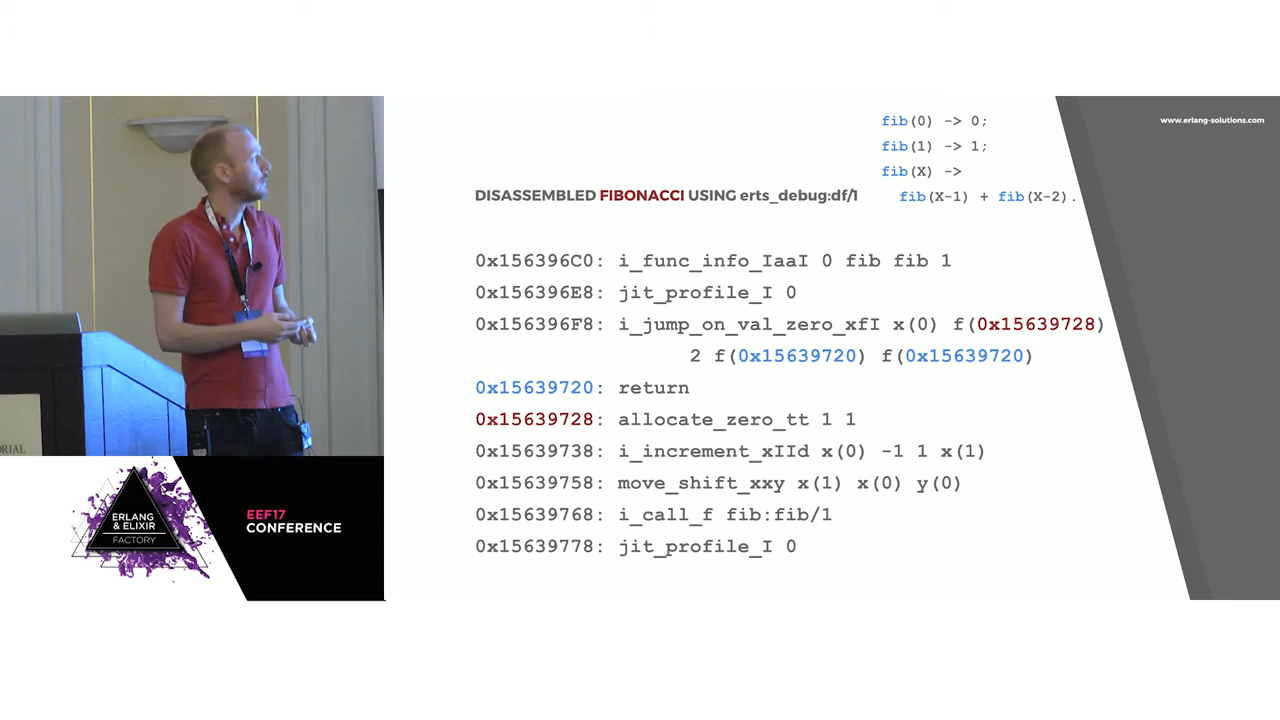 fib(0) -> 0;
fib(1) -> 1;
fib(X) ->
fib(X-1) + fib(X-2).
www.erlang-solutions.com
DISASSEMBLED FIBONACCI USING erts_debug:df/1
0x156396C0: i_func_info_IaaI 0 fib fib 1
0x156396E8: jit_profile_I 0
0x156396F8: i_jump_on_val_zero_xfI x(0) f(0x15639728)
2 f(0x15639720) f(0x15639720)
0x15639720: return
0x15639728: allocate_zero_tt 1 1
0x15639738: i_increment_xIId x(0) -1 1 x(1)
0x15639758: move_shift_xxy x(1) x(0) y(0)
0x15639768: i_call_f fib:fib/1
0x15639778: jit_profile_I 0
ERLANG
& ELIXIR
FACTORY
EEF17
CONFERENCE